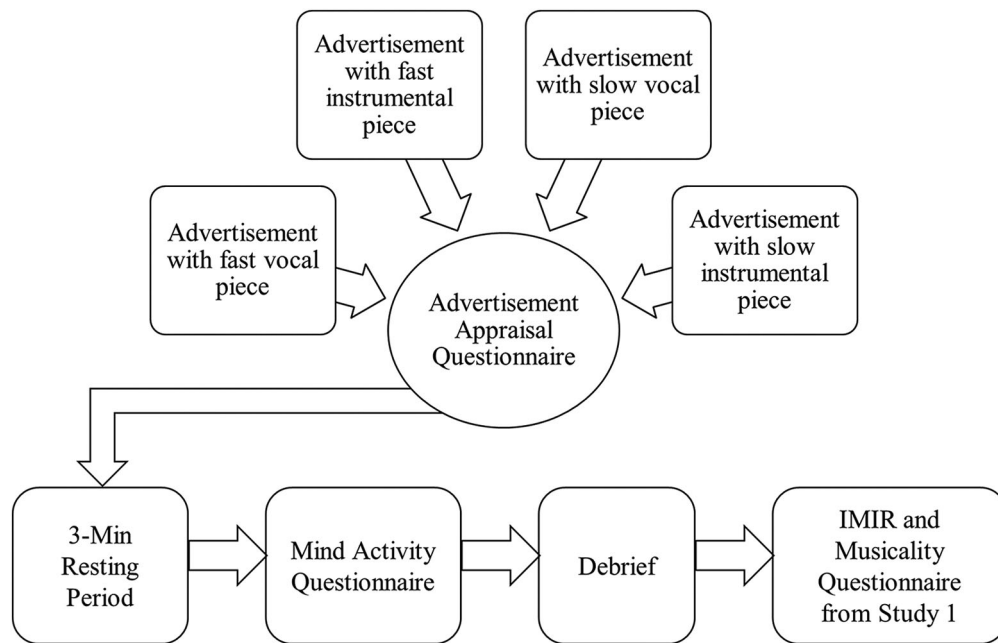 Advertisement
with fast
instrumental
piece
Advertisement
with slow vocal
piece
Advertisement
with fast vocal
piece
Advertisement
with slow
instrumental
piece
Advertisement
Appraisal
Questionnaire
3-Min
Resting
Period
Mind Activity
Questionnaire
Debrief
IMIR and
Musicality
Questionnaire
from Study 1